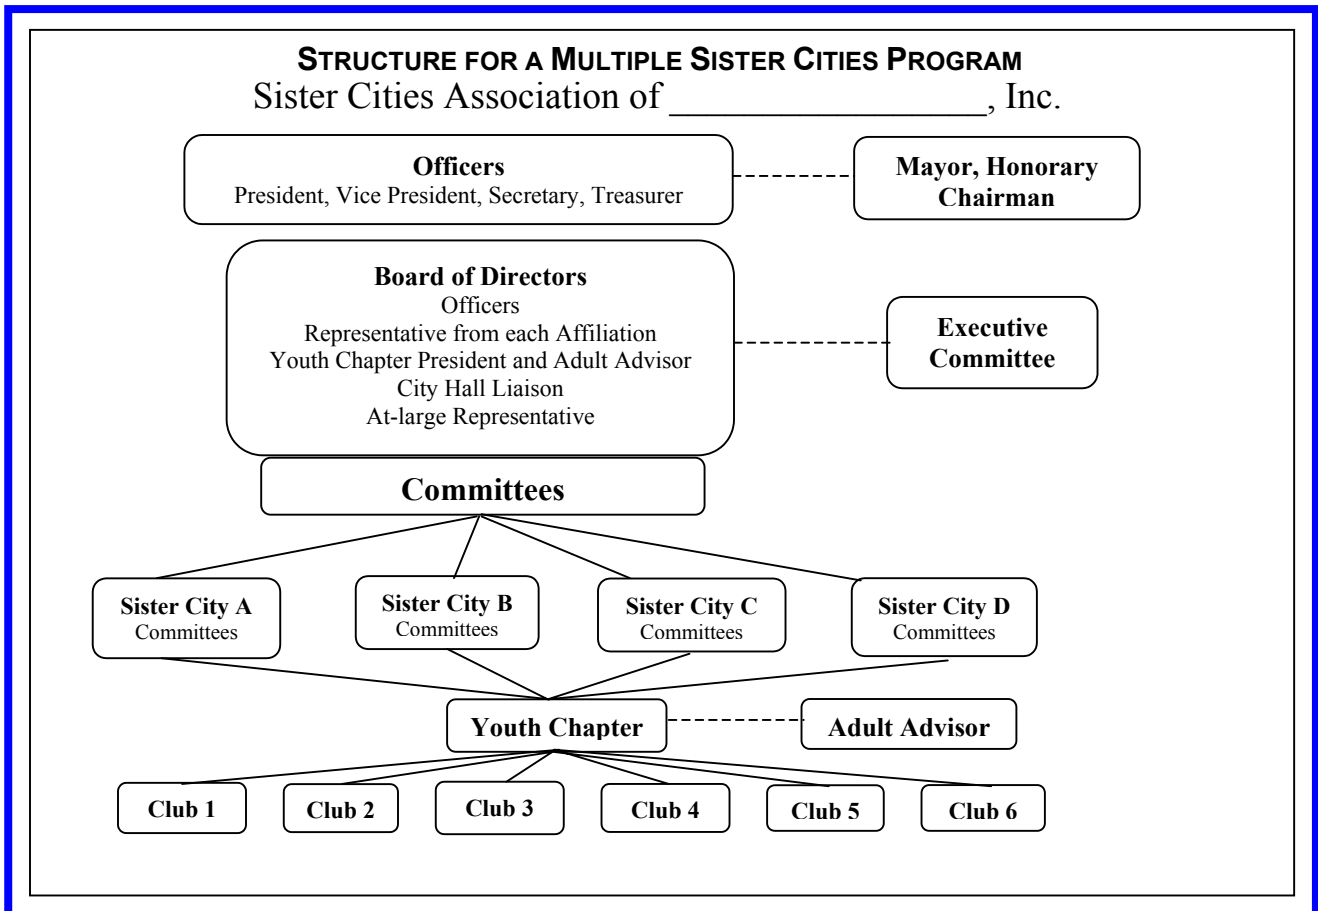 STRUCTURE FOR A MULTIPLE SISTER CITIES PROGRAM
Sister Cities Association of _________________, Inc.
Officers
President, Vice President, Secretary, Treasurer
Mayor, Honorary
Chairman
Board of Directors
Officers
Representative from each Affiliation
Youth Chapter President and Adult Advisor
City Hall Liaison
At-large Representative
Executive
Committee
Committees
Sister City A
Committees
Sister City B
Committees
Sister City C
Committees
Sister City D
Committees
Youth Chapter
Adult Advisor
Club 1
Club 2
Club 3
Club 4
Club 5
Club 6